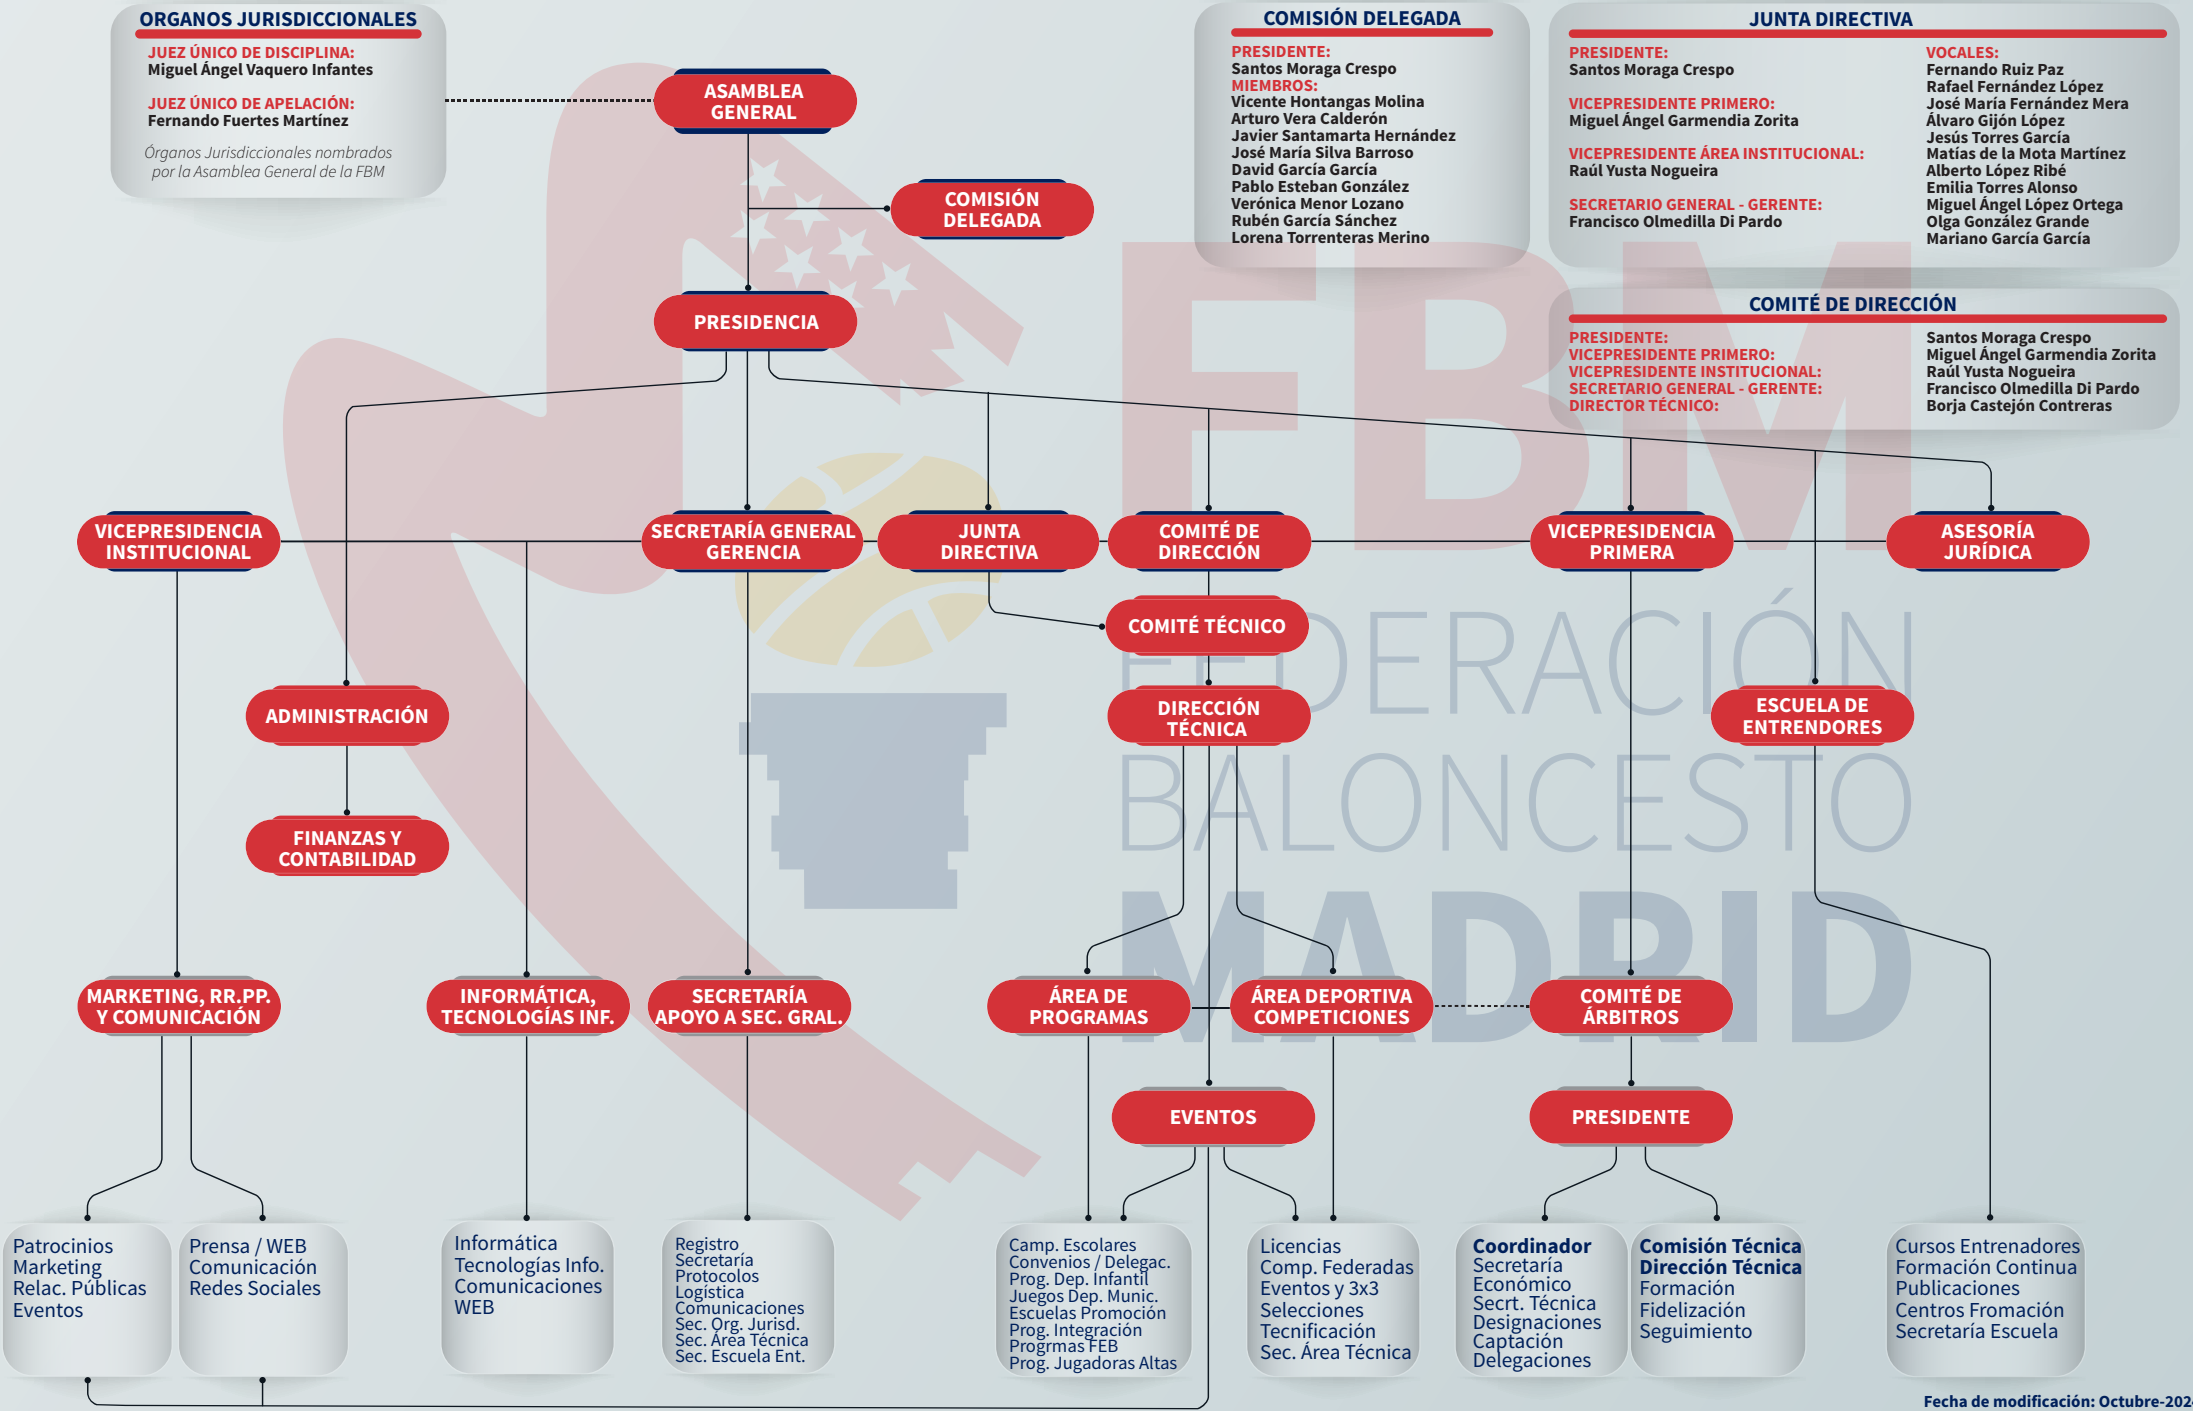 ORGANOS JURISDICCIONALES
JUEZ ÚNICO DE DISCIPLINA:
Miguel Ángel Vaquero Infantes
JUEZ ÚNICO DE APELACIÓN:
Fernando Fuertes Martínez
Órganos Jurisdiccionales nombrados
por la Asamblea General de la FBM
ASAMBLEA
GENERAL
COMISIÓN
DELEGADA
PRESIDENCIA
COMISIÓN DELEGADA
PRESIDENTE:
Santos Moraga Crespo
MIEMBROS:
Vicente Hontangas Molina
Arturo Vera Calderón
Javier Santamarta Hernández
José María Silva Barroso
David García García
Pablo Esteban González
Verónica Menor Lozano
Rubén García Sánchez
Lorena Torrenteras Merino
JUNTA DIRECTIVA
PRESIDENTE:
Santos Moraga Crespo
VICEPRESIDENTE PRIMERO:
Miguel Ángel Garmendia Zorita
VICEPRESIDENTE ÁREA INSTITUCIONAL:
Raúl Yusta Nogueira
SECRETARIO GENERAL - GERENTE:
Francisco Olmedilla Di Pardo
VOCALES:
Fernando Ruiz Paz
Rafael Fernández López
José María Fernández Mera
Álvaro Gijón López
Jesús Torres García
Matías de la Mota Martínez
Alberto López Ribé
Emilia Torres Alonso
Miguel Ángel López Ortega
Olga González Grande
Mariano García García
COMITÉ DE DIRECCIÓN
PRESIDENTE: Santos Moraga Crespo
VICEPRESIDENTE PRIMERO: Miguel Ángel Garmendia Zorita
VICEPRESIDENTE INSTITUCIONAL: Raúl Yusta Nogueira
SECRETARIO GENERAL - GERENTE: Francisco Olmedilla Di Pardo
DIRECTOR TÉCNICO: Borja Castejón Contreras
FBM
FEDERACIÓN
BALONCESTO
MADRID
VICEPRESIDENCIA
INSTITUCIONAL
SECRETARÍA GENERAL
GERENCIA
JUNTA
DIRECTIVA
COMITÉ DE
DIRECCIÓN
VICEPRESIDENCIA
PRIMERA
ASESORÍA
JURÍDICA
COMITÉ TÉCNICO
ADMINISTRACIÓN
DIRECCIÓN
TÉCNICA
ESCUELA DE
ENTRENDORES
FINANZAS Y
CONTABILIDAD
MARKETING, RR.PP.
Y COMUNICACIÓN
INFORMÁTICA,
TECNOLOGÍAS INF.
SECRETARÍA
APOYO A SEC. GRAL.
ÁREA DE
PROGRAMAS
ÁREA DEPORTIVA
COMPETICIONES
COMITÉ DE
ÁRBITROS
EVENTOS
PRESIDENTE
Patrocinios
Marketing
Relac. Públicas
Eventos
Prensa / WEB
Comunicación
Redes Sociales
Informática
Tecnologías Info.
Comunicaciones
WEB
Registro
Secretaría
Protocolos
Logística
Comunicaciones
Sec. Org. Jurisd.
Sec. Área Técnica
Sec. Escuela Ent.
Camp. Escolares
Convenios / Delegac.
Prog. Dep. Infantil
Juegos Dep. Munic.
Escuelas Promoción
Prog. Integración
Progrmas FEB
Prog. Jugadoras Altas
Licencias
Comp. Federadas
Eventos y 3x3
Selecciones
Tecnificación
Sec. Área Técnica
Coordinador
Secretaría
Económico
Secrt. Técnica
Designaciones
Captación
Delegaciones
Comisión Técnica
Dirección Técnica
Formación
Fidelización
Seguimiento
Cursos Entrenadores
Formación Continua
Publicaciones
Centros Fromación
Secretaría Escuela
Fecha de modificación: